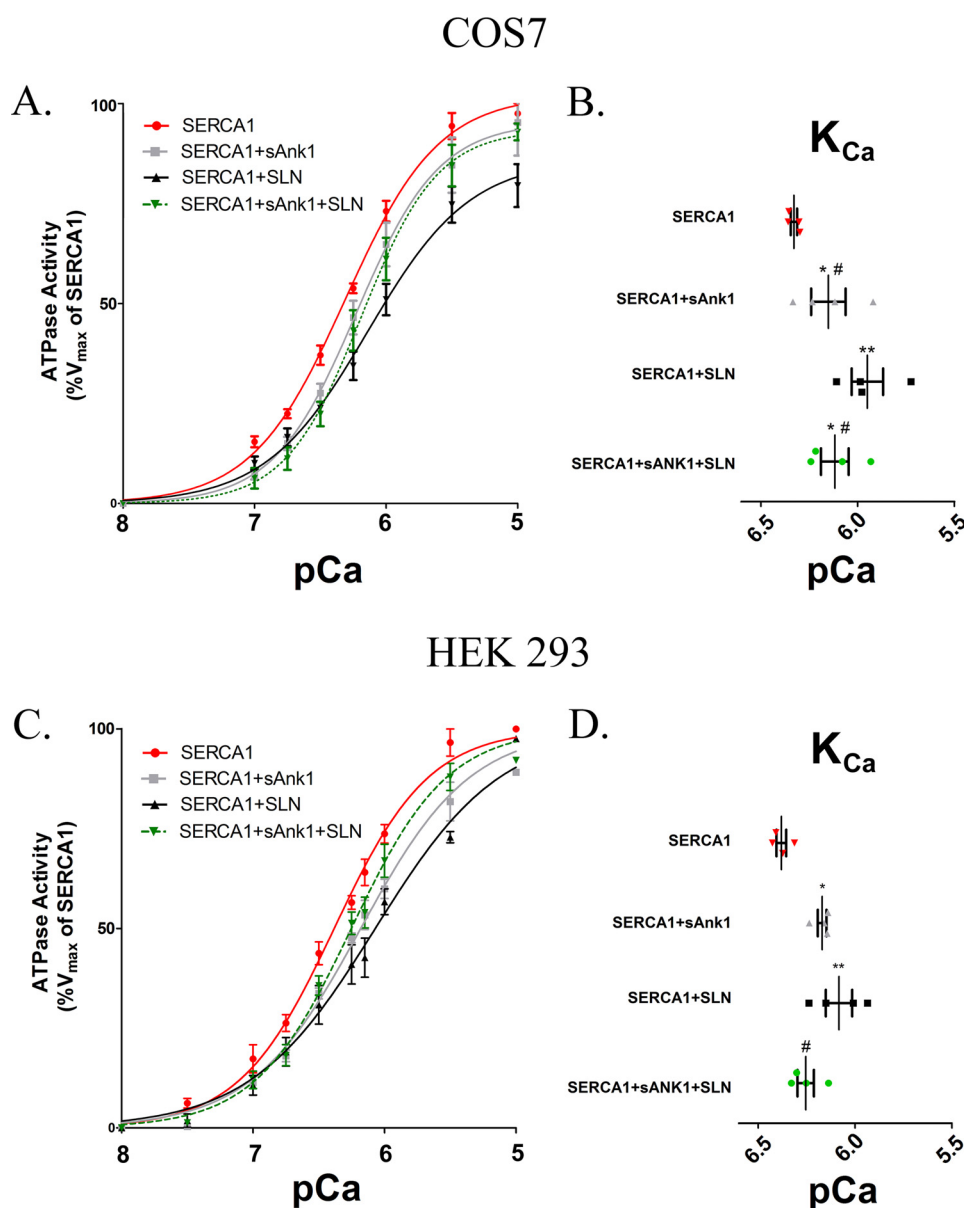 COS7
A.
SERCA1
SERCA1+sAnk1
SERCA1+SLN
SERCA1+sAnk1+SLN
ATPase Activity
(%Vmax of SERCA1)
100
50
0
8
7
6
5
pCa
B.
KCa
SERCA1
* #
SERCA1+sAnk1
**
SERCA1+SLN
* #
SERCA1+sANK1+SLN
6.5
6.0
5.5
pCa
HEK 293
C.
SERCA1
SERCA1+sAnk1
SERCA1+SLN
SERCA1+sAnk1+SLN
ATPase Activity
(%Vmax of SERCA1)
100
50
0
8
7
6
5
pCa
D.
KCa
SERCA1
*
SERCA1+sAnk1
**
SERCA1+SLN
#
SERCA1+sANK1+SLN
6.5
6.0
5.5
pCa